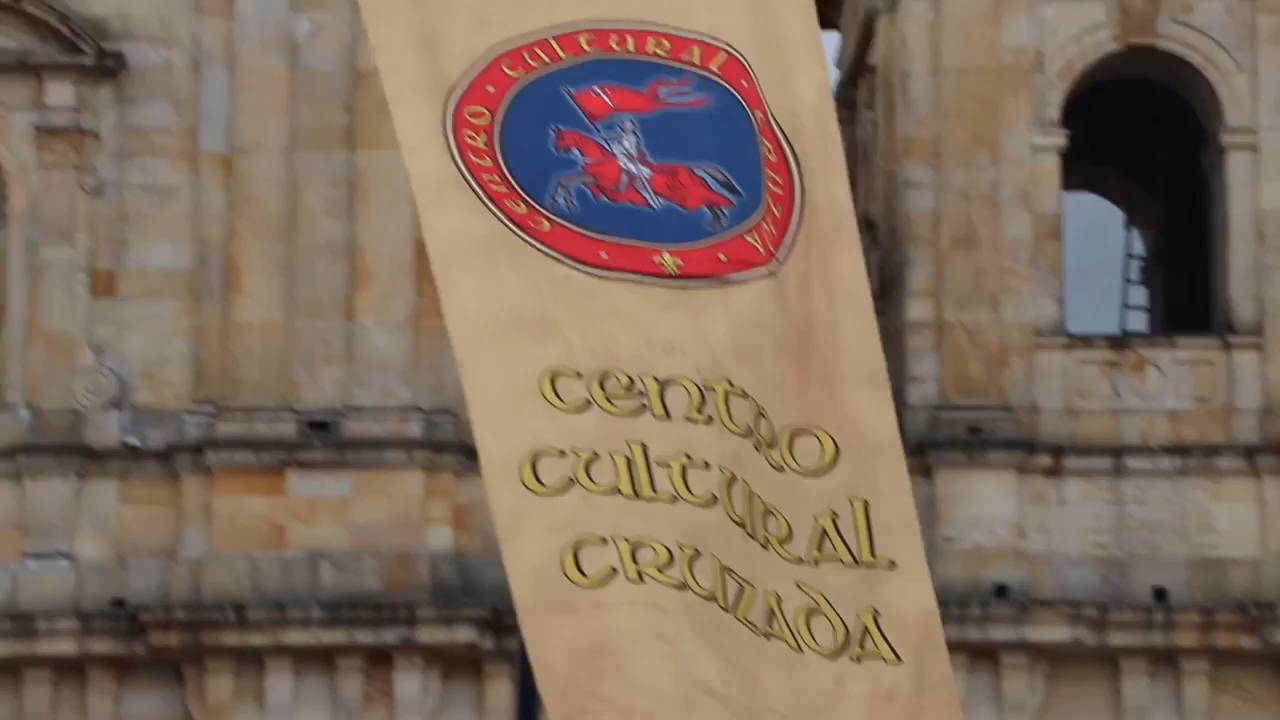 CENTRO · CULTURAL · CRUZADA
CENTRO
CULTURAL
CRUZADA